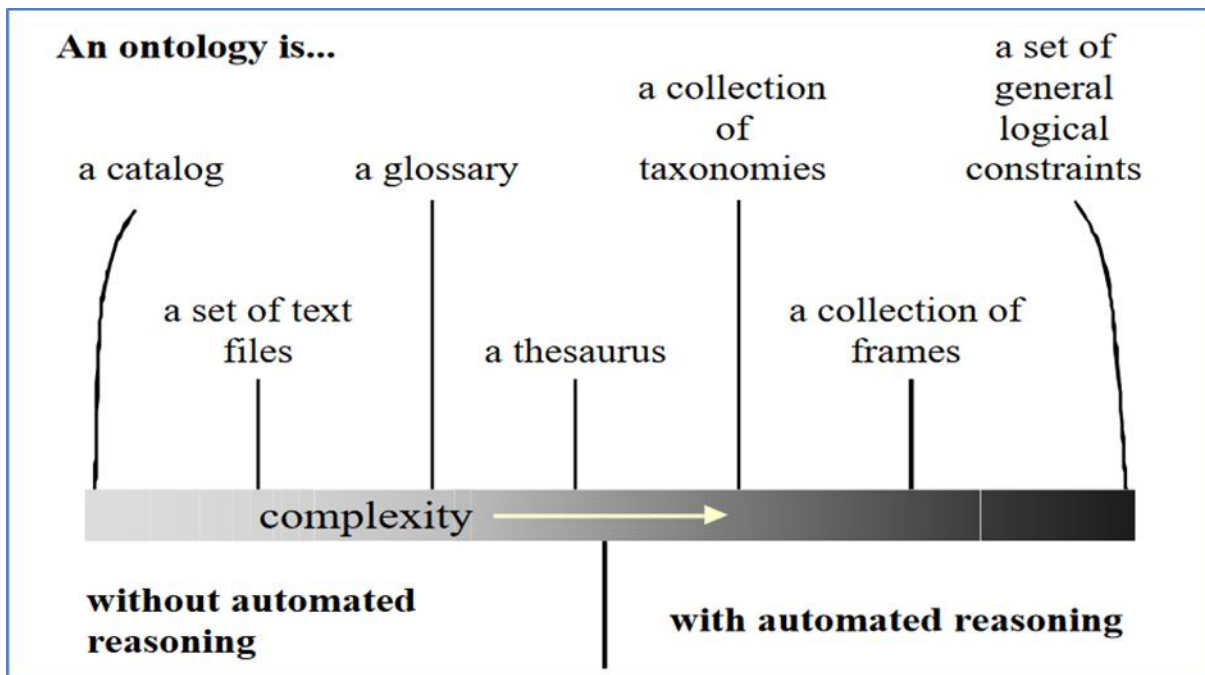 An ontology is...
a catalog
a set of text
files
a glossary
a thesaurus
a collection
of
taxonomies
a collection of
frames
a set of
general
logical
constraints
complexity
without automated
reasoning
with automated reasoning